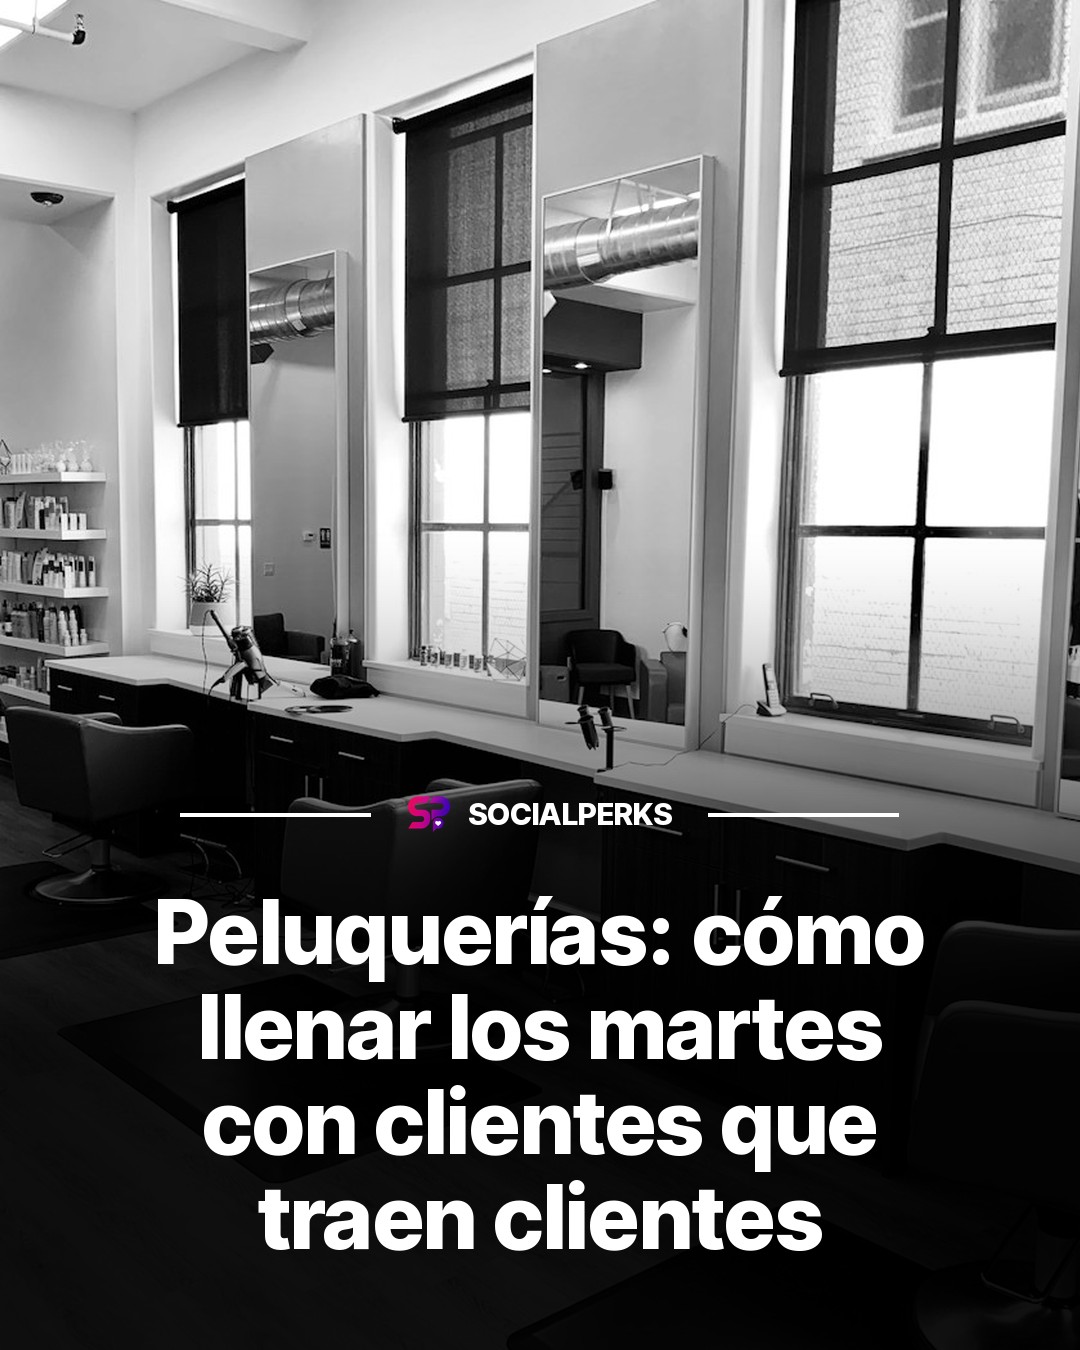 SOCIALPERKS
Peluquerías: cómo
llenar los martes
con clientes que
traen clientes